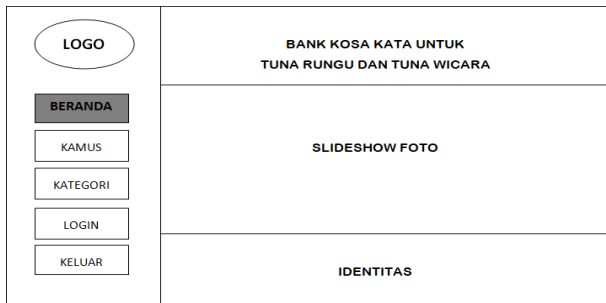 LOGO
BERANDA
KAMUS
KATEGORI
LOGIN
KELUAR
BANK KOSA KATA UNTUK
TUNA RUNGU DAN TUNA WICARA
SLIDESHOW FOTO
IDENTITAS